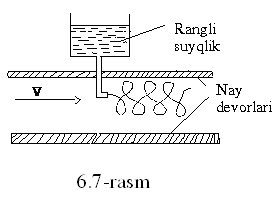 Rangli
suyqlik
v
Nay
devorlari
6.7-rasm